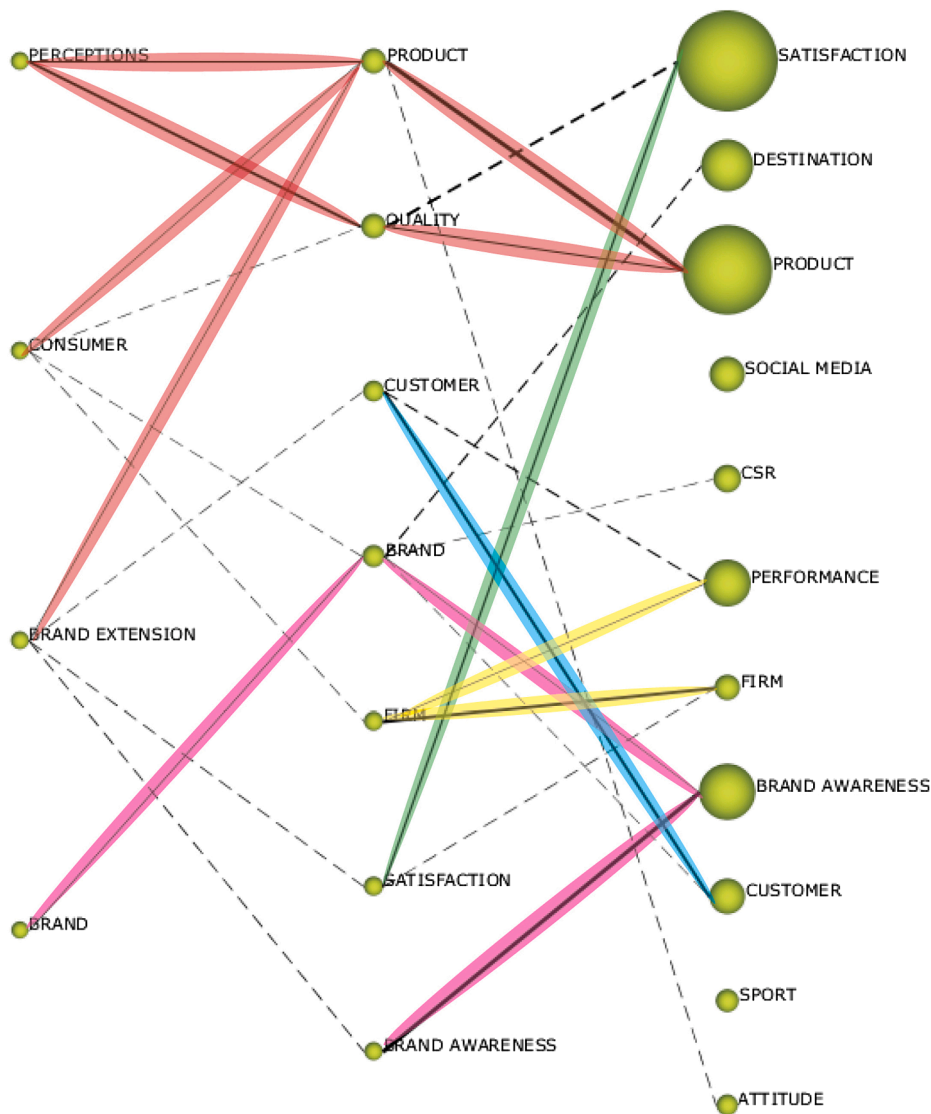 PERCEPTIONS
CONSUMER
BRAND EXTENSION
BRAND
PRODUCT
QUALITY
CUSTOMER
BRAND
FIRM
SATISFACTION
BRAND AWARENESS
SATISFACTION
DESTINATION
PRODUCT
SOCIAL MEDIA
CSR
PERFORMANCE
FIRM
BRAND AWARENESS
CUSTOMER
SPORT
ATTITUDE